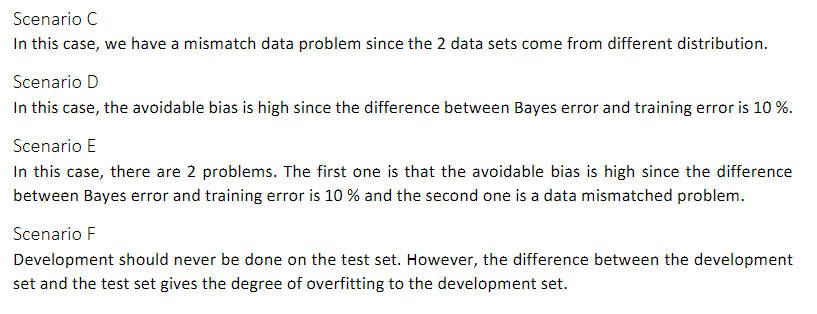 Scenario C
In this case, we have a mismatch data problem since the 2 data sets come from different distribution.
Scenario D
In this case, the avoidable bias is high since the difference between Bayes error and training error is 10 %.
Scenario E
In this case, there are 2 problems. The first one is that the avoidable bias is high since the difference
between Bayes error and training error is 10 % and the second one is a data mismatched problem.
Scenario F
Development should never be done on the test set. However, the difference between the development
set and the test set gives the degree of overfitting to the development set.